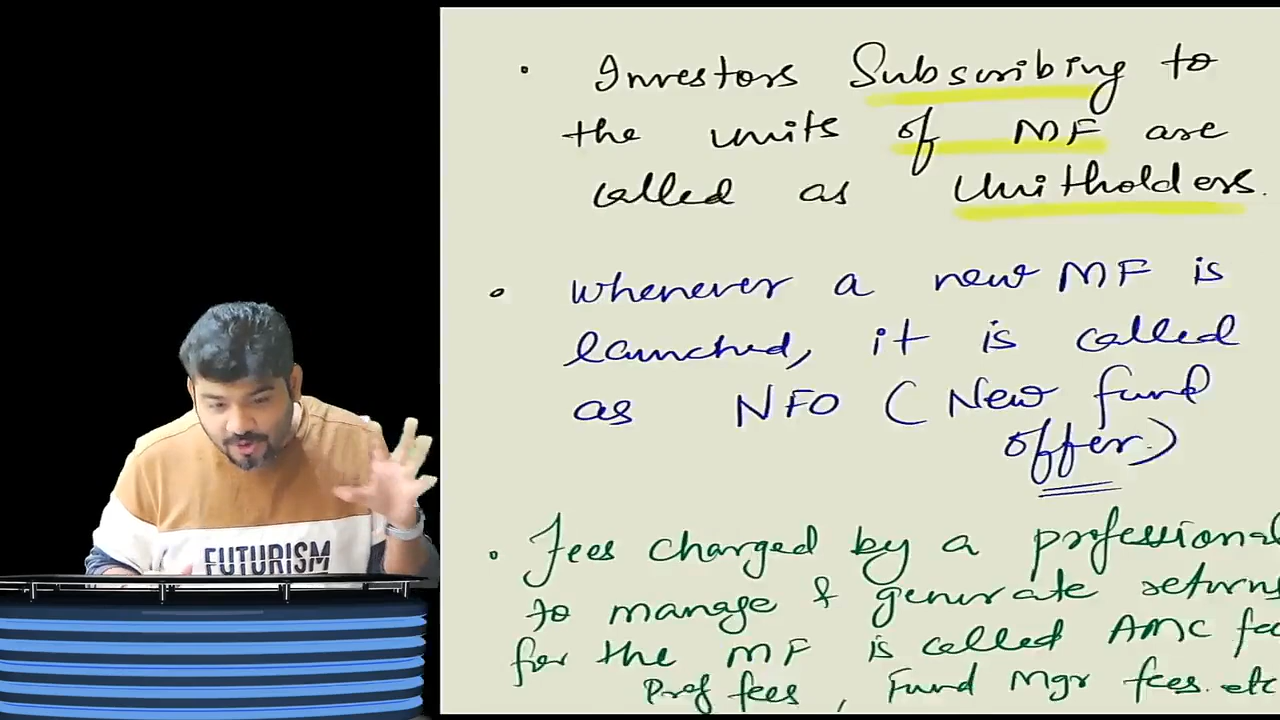 FUTURISM
• Investors Subscribing to
the units of MF are
called as Unitholders.
• Whenever a new MF is
launched, it is called
as NFO (New fund
offer.)
• Fees charged by a professional
to manage & generate returns
for the MF is called AMC fee
Prof fees, Fund Mgr fees. etc